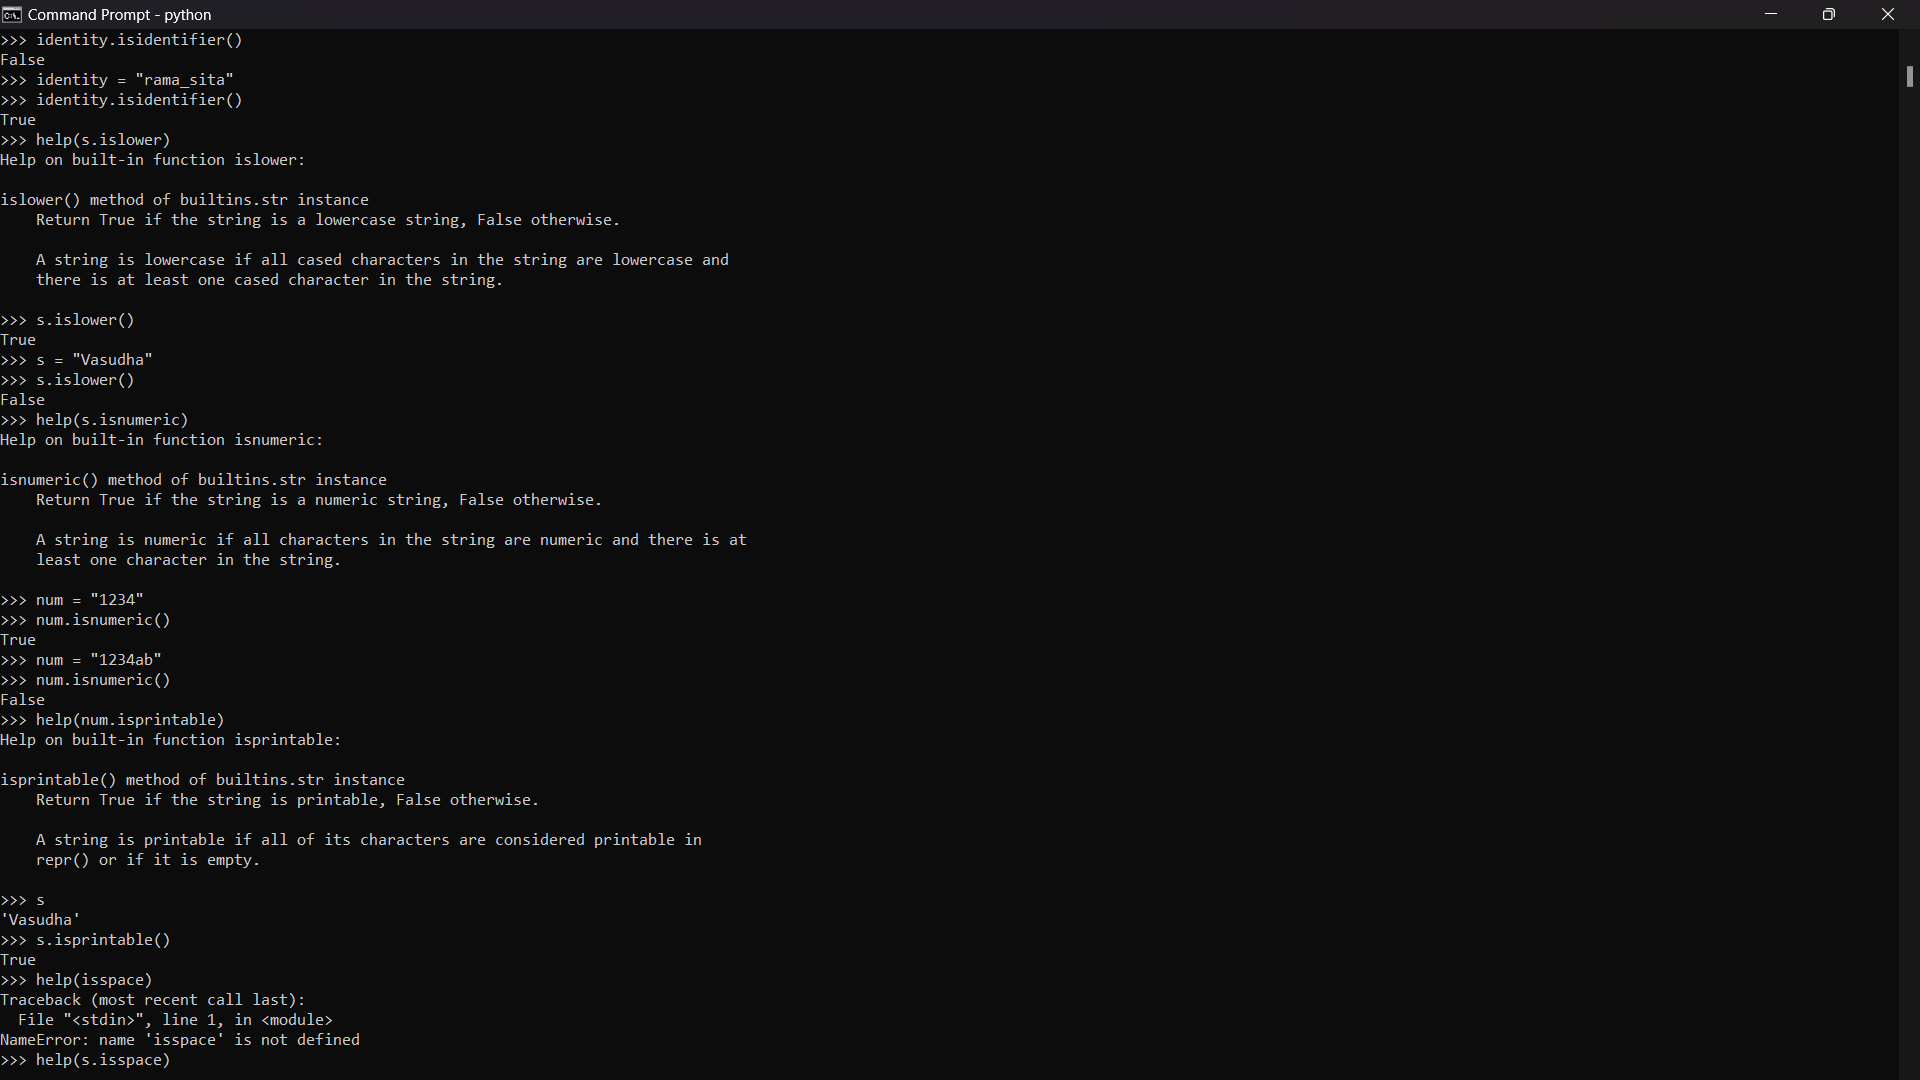 Command Prompt - python
>>> identity.isidentifier()
False
>>> identity = "rama_sita"
>>> identity.isidentifier()
True
>>> help(s.islower)
Help on built-in function islower:

islower() method of builtins.str instance
    Return True if the string is a lowercase string, False otherwise.

    A string is lowercase if all cased characters in the string are lowercase and
    there is at least one cased character in the string.

>>> s.islower()
True
>>> s = "Vasudha"
>>> s.islower()
False
>>> help(s.isnumeric)
Help on built-in function isnumeric:

isnumeric() method of builtins.str instance
    Return True if the string is a numeric string, False otherwise.

    A string is numeric if all characters in the string are numeric and there is at
    least one character in the string.

>>> num = "1234"
>>> num.isnumeric()
True
>>> num = "1234ab"
>>> num.isnumeric()
False
>>> help(num.isprintable)
Help on built-in function isprintable:

isprintable() method of builtins.str instance
    Return True if the string is printable, False otherwise.

    A string is printable if all of its characters are considered printable in
    repr() or if it is empty.

>>> s
'Vasudha'
>>> s.isprintable()
True
>>> help(isspace)
Traceback (most recent call last):
  File "<stdin>", line 1, in <module>
NameError: name 'isspace' is not defined
>>> help(s.isspace)